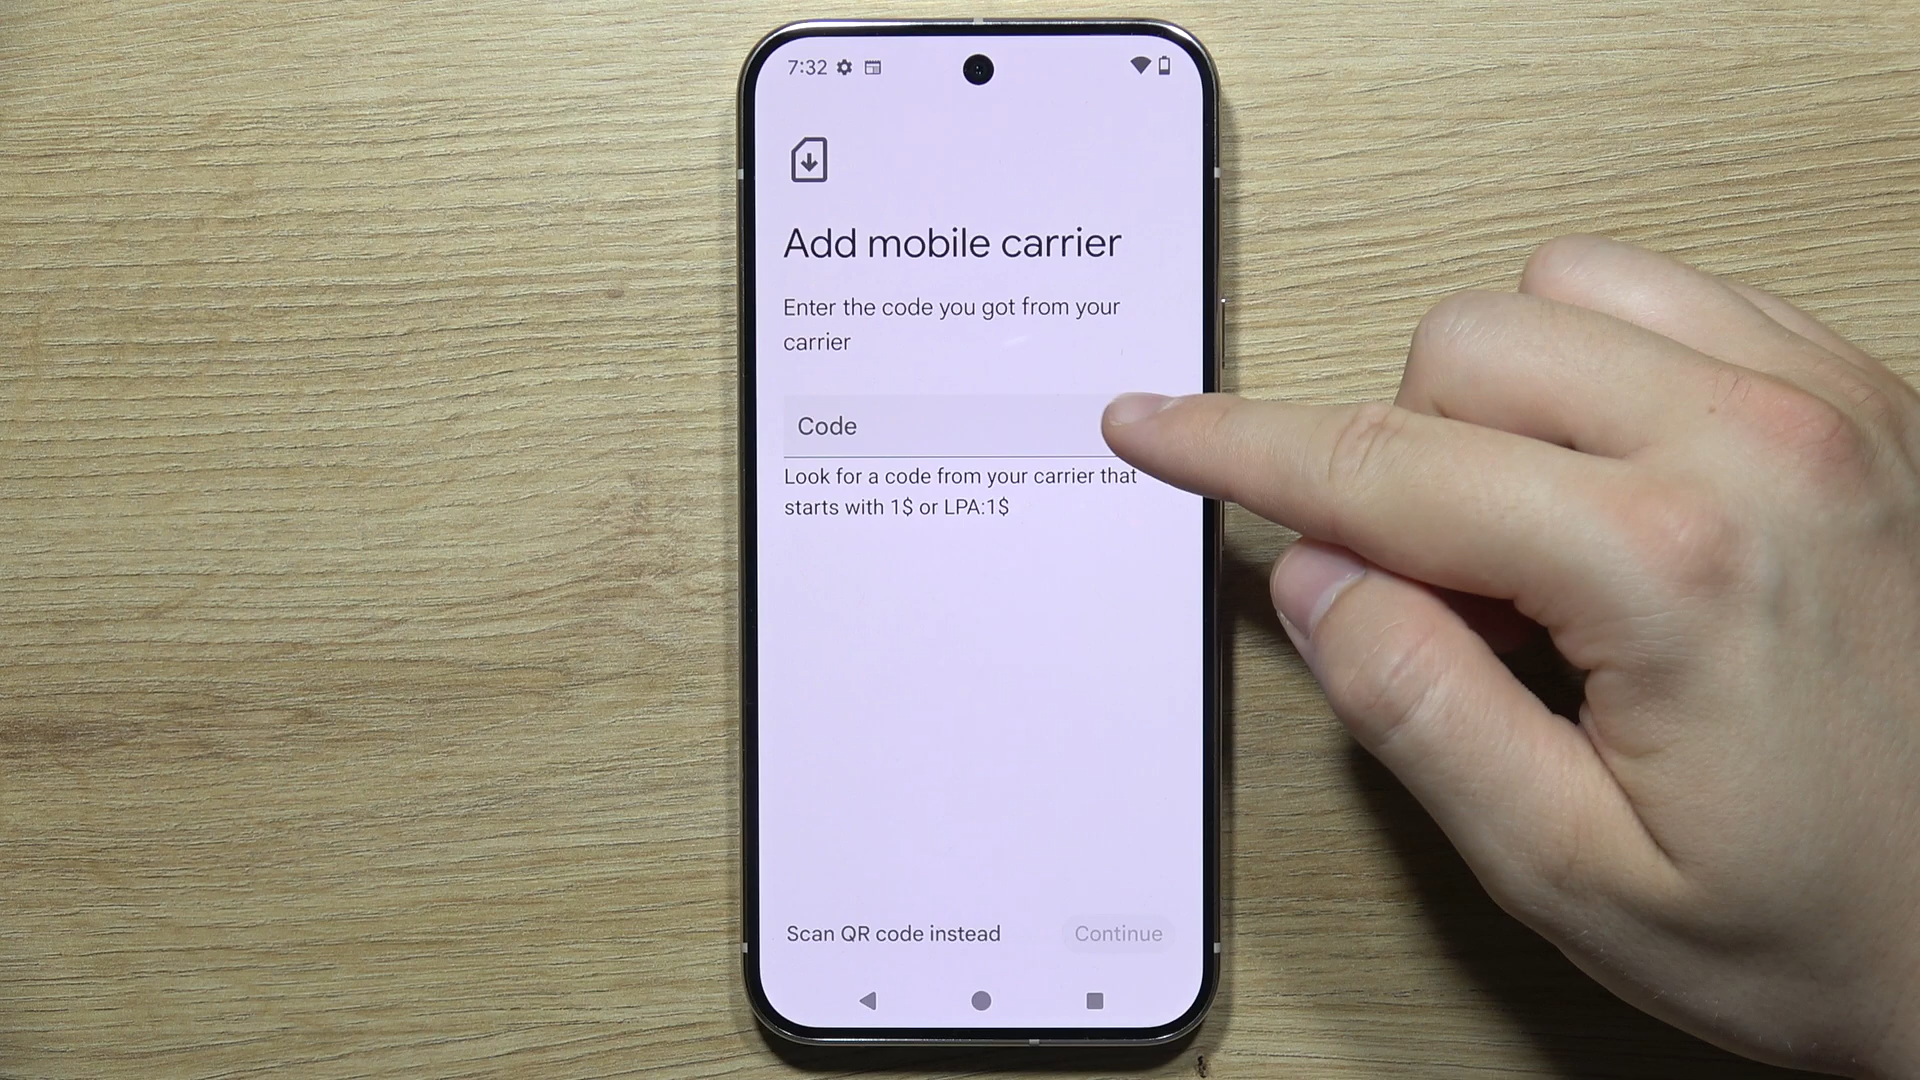 7:32
Add mobile carrier
Enter the code you got from your
carrier
Code
Look for a code from your carrier that
starts with 1$ or LPA:1$
Scan QR code instead
Continue